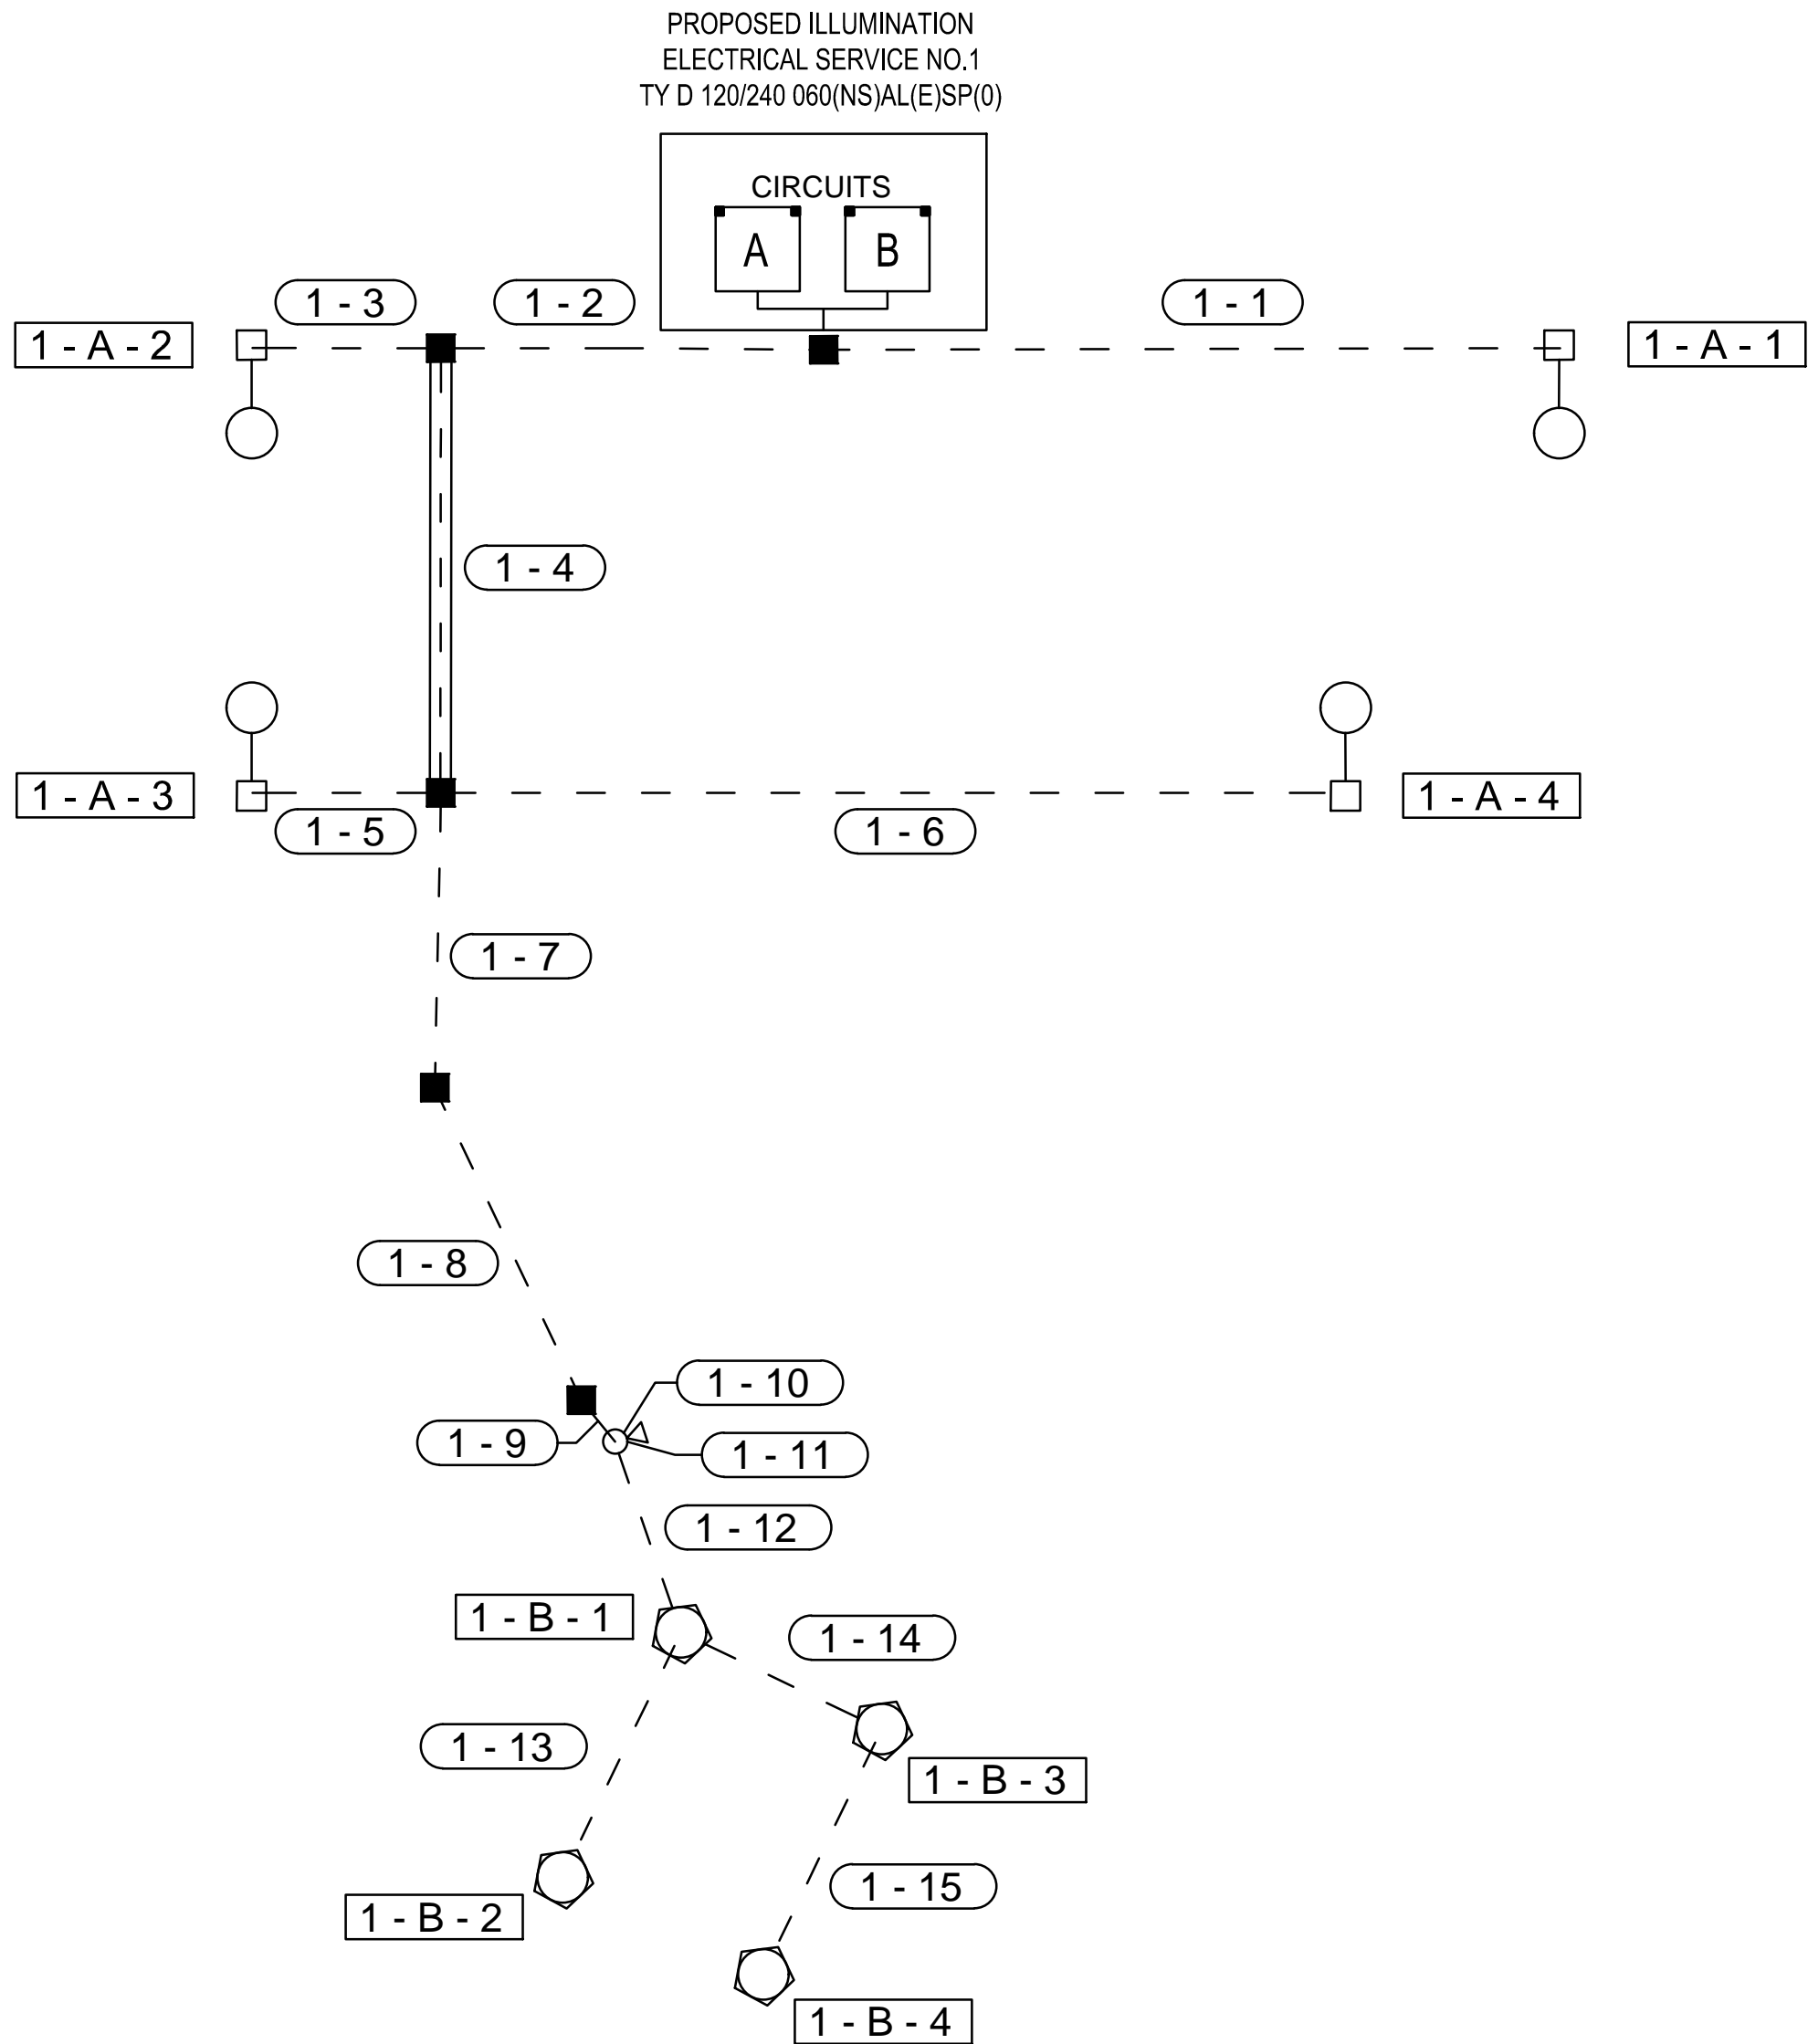 PROPOSED ILLUMINATION
ELECTRICAL SERVICE NO.1
TY D 120/240 060(NS)AL(E)SP(0)
CIRCUITS
A B
1 - 3 1 - 2 1 - 1
1 - A - 2 1 - A - 1
1 - 4
1 - A - 3 1 - A - 4
1 - 5 1 - 6
1 - 7
1 - 8
1 - 10
1 - 9 1 - 11
1 - 12
1 - B - 1 1 - 14
1 - 13
1 - B - 3
1 - 15
1 - B - 2
1 - B - 4